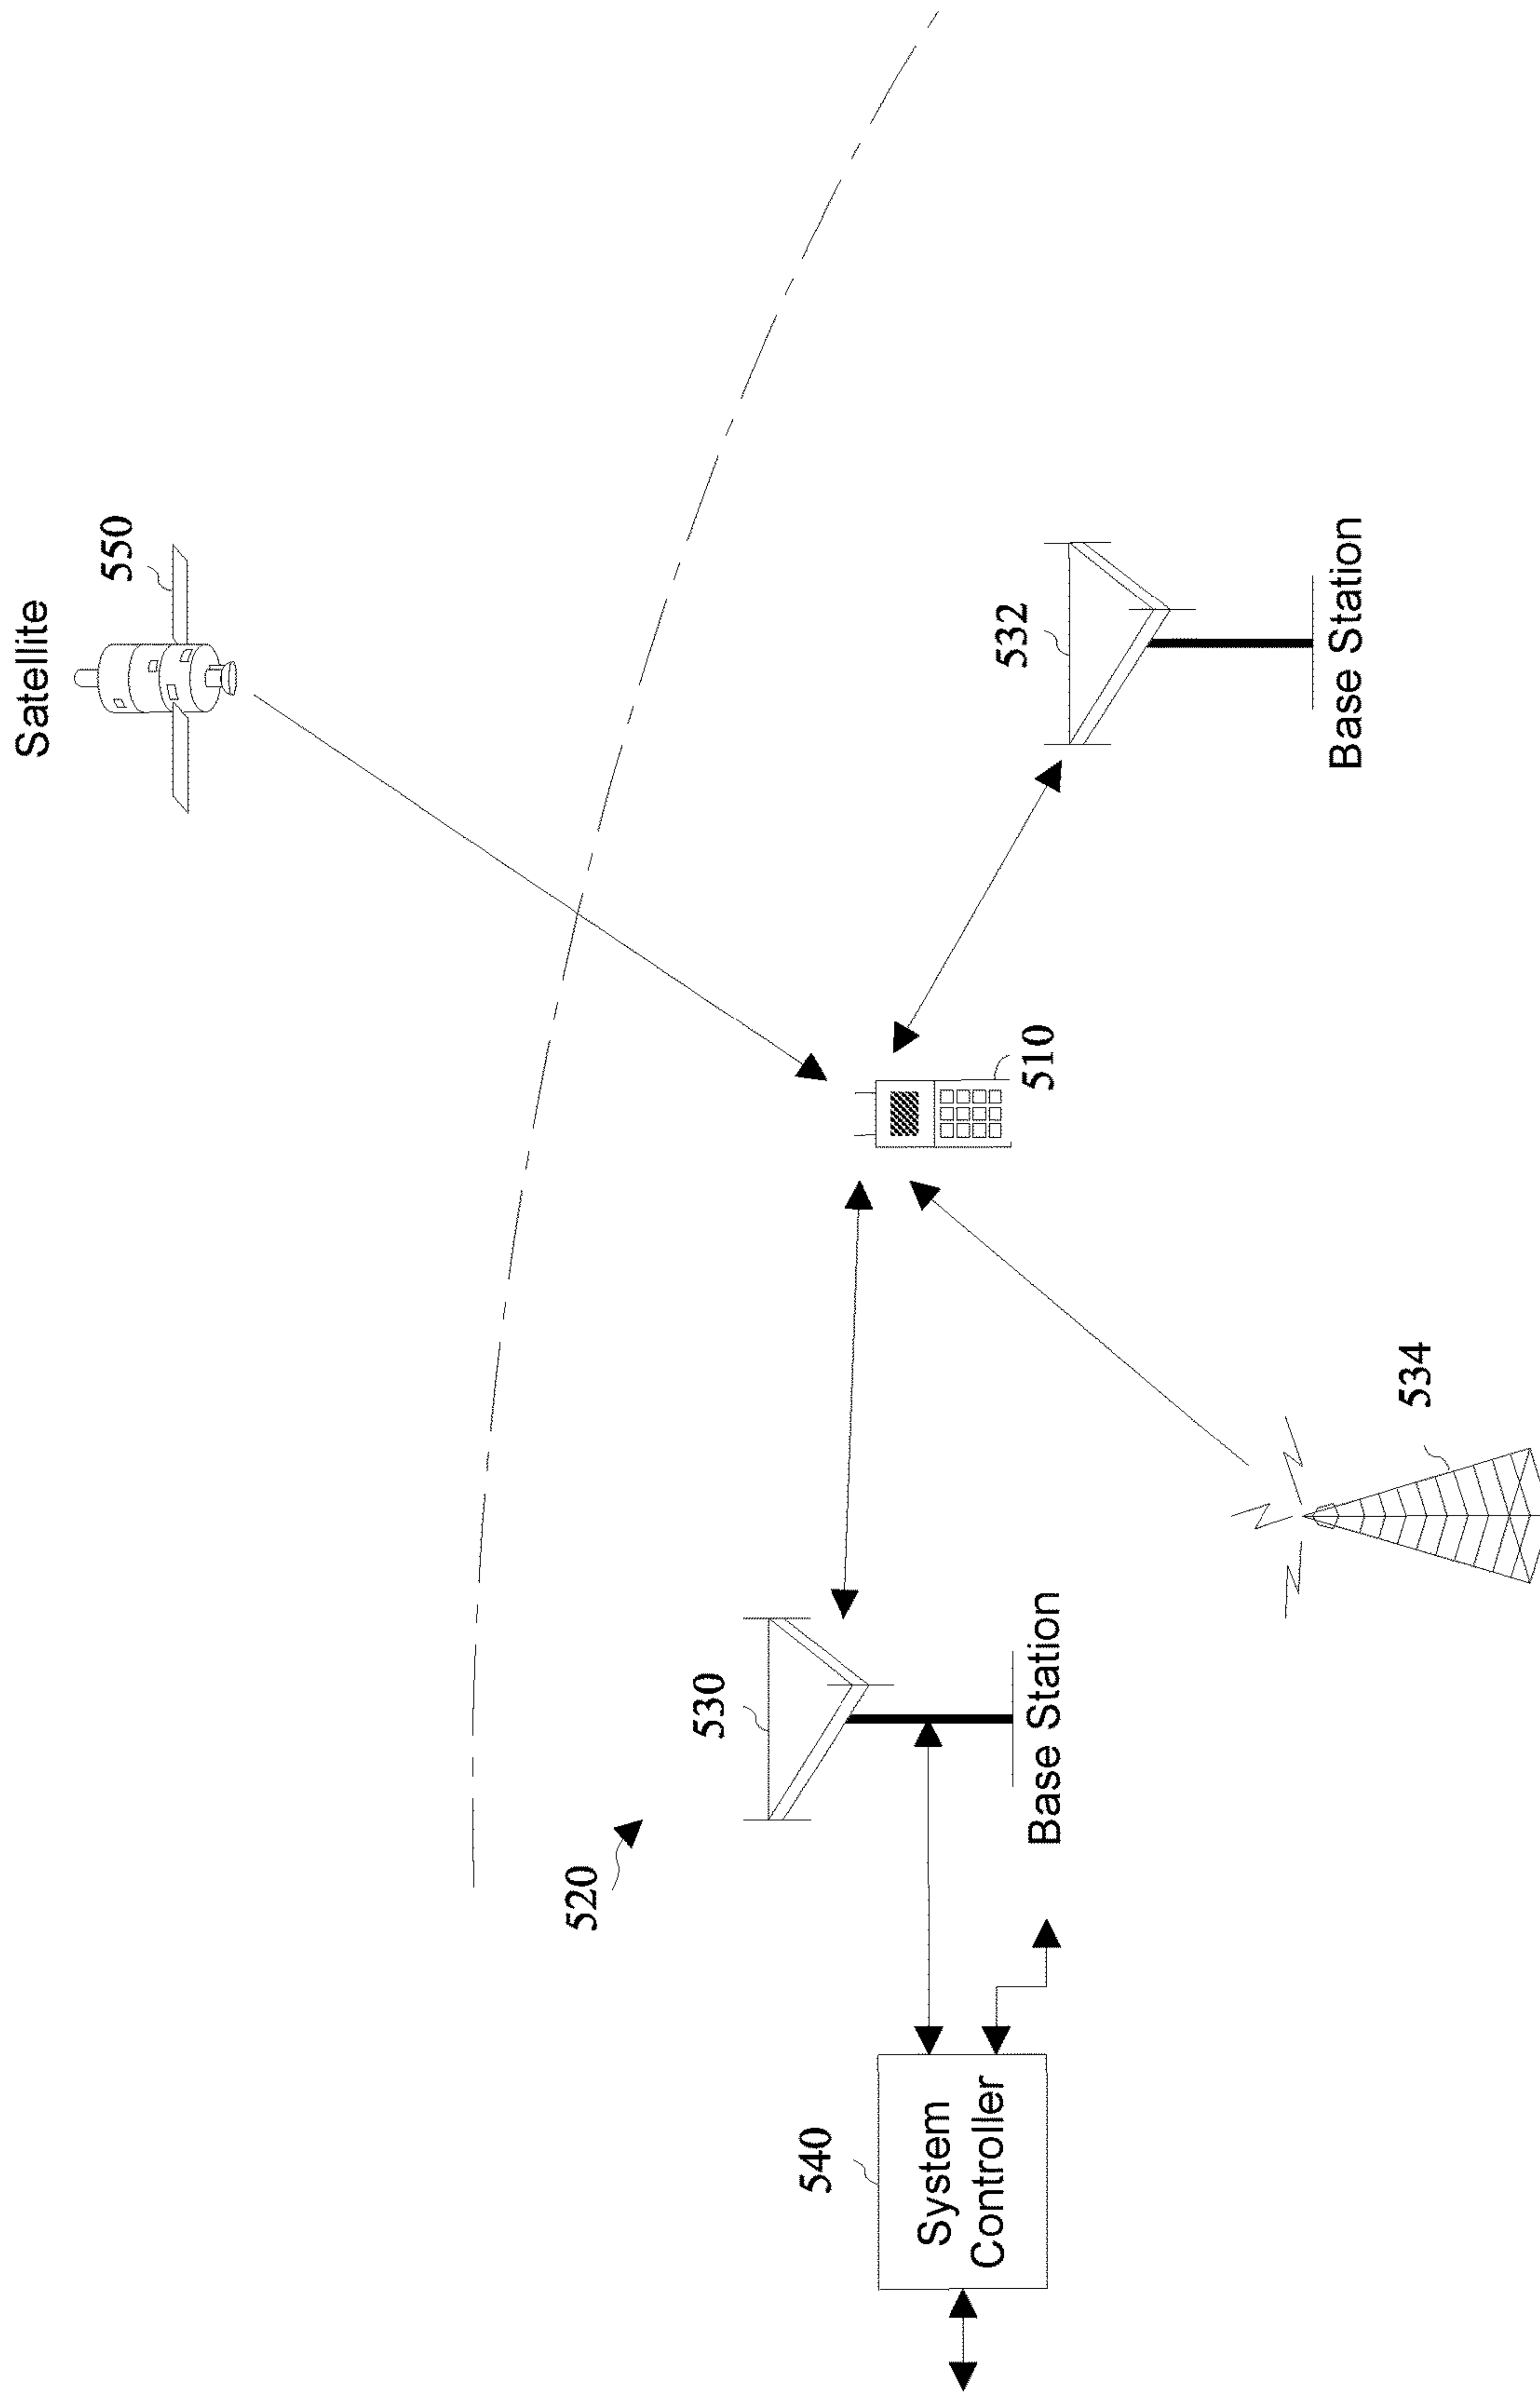 Satellite
550
520
540
System
Controller
530
Base Station
510
532
Base Station
534